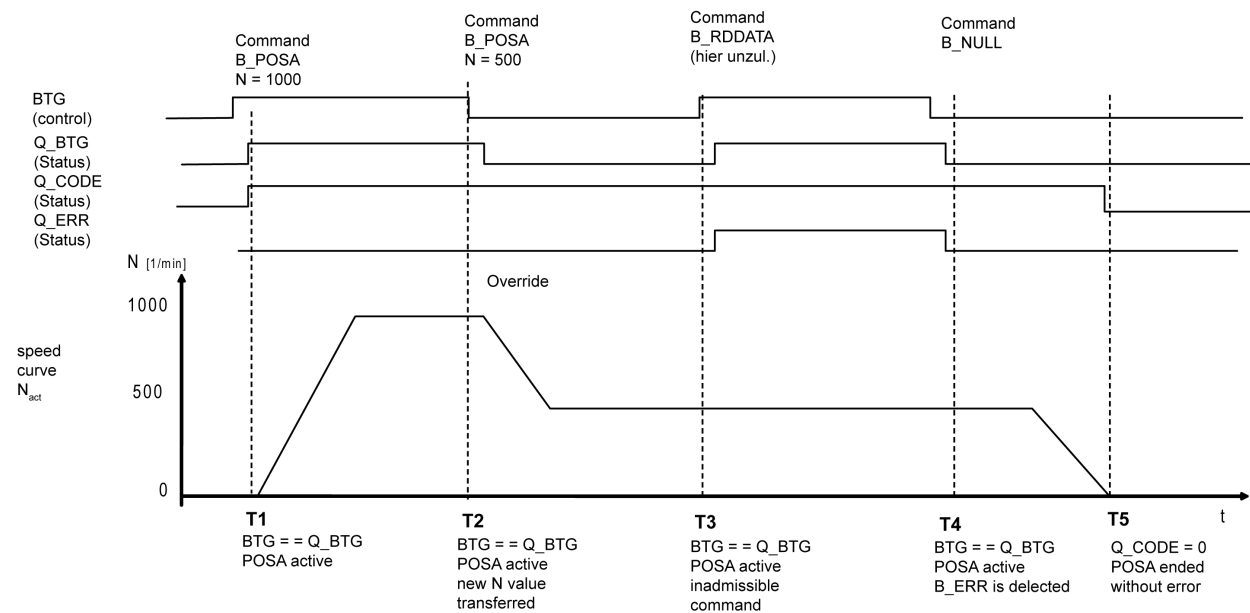 Command
B_POSA
N = 1000
Command
B_POSA
N = 500
Command
B_RDDATA
(hier unzul.)
Command
B_NULL
BTG
(control)
Q_BTG
(Status)
Q_CODE
(Status)
Q_ERR
(Status)
N [1/min]
Override
1000
500
0
speed
curve
Nact
T1
BTG = = Q_BTG
POSA active
T2
BTG = = Q_BTG
POSA active
new N value
transferred
T3
BTG = = Q_BTG
POSA active
inadmissible
command
T4
BTG = = Q_BTG
POSA active
B_ERR is delected
T5
Q_CODE = 0
POSA ended
without error
t